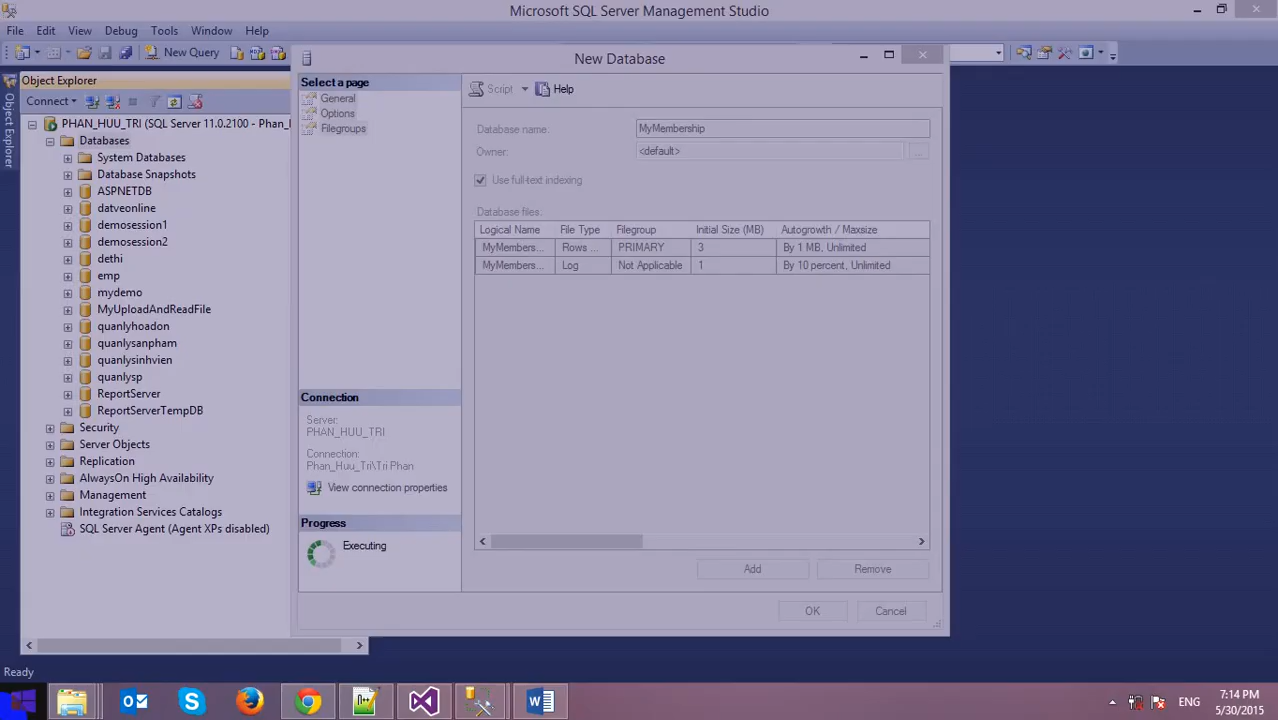 Microsoft SQL Server Management Studio
File Edit View Debug Tools Window Help
New Query
Object Explorer
Object Explorer
Connect
PHAN_HUU_TRI (SQL Server 11.0.2100 - Phan_
Databases
System Databases
Database Snapshots
ASPNETDB
datveonline
demosession1
demosession2
dethi
emp
mydemo
MyUploadAndReadFile
quanlyhoadon
quanlysanpham
quanlysinhvien
quanlysp
ReportServer
ReportServerTempDB
Security
Server Objects
Replication
AlwaysOn High Availability
Management
Integration Services Catalogs
SQL Server Agent (Agent XPs disabled)
New Database
Select a page
General
Options
Filegroups
Script Help
Database name: MyMembership
Owner: <default> ...
Use full-text indexing
Database files:
Logical Name File Type Filegroup Initial Size (MB) Autogrowth / Maxsize
MyMembers... Rows ... PRIMARY 3 By 1 MB, Unlimited
MyMembers... Log Not Applicable 1 By 10 percent, Unlimited
Connection
Server:
PHAN_HUU_TRI
Connection:
Phan_Huu_Tri\Tri Phan
View connection properties
Progress
Executing
Add Remove
OK Cancel
Ready
ENG
7:14 PM
5/30/2015